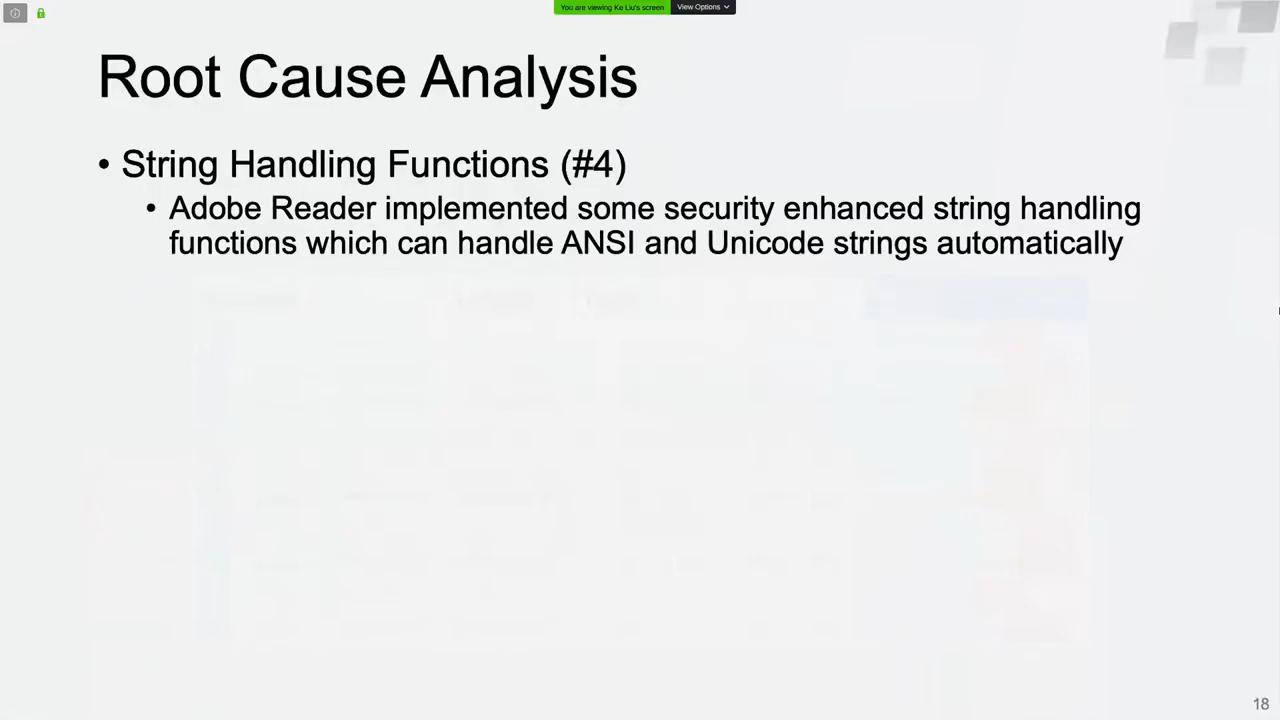 You are viewing Ke Liu's screen
View Options
Root Cause Analysis
• String Handling Functions (#4)
• Adobe Reader implemented some security enhanced string handling
functions which can handle ANSI and Unicode strings automatically
18